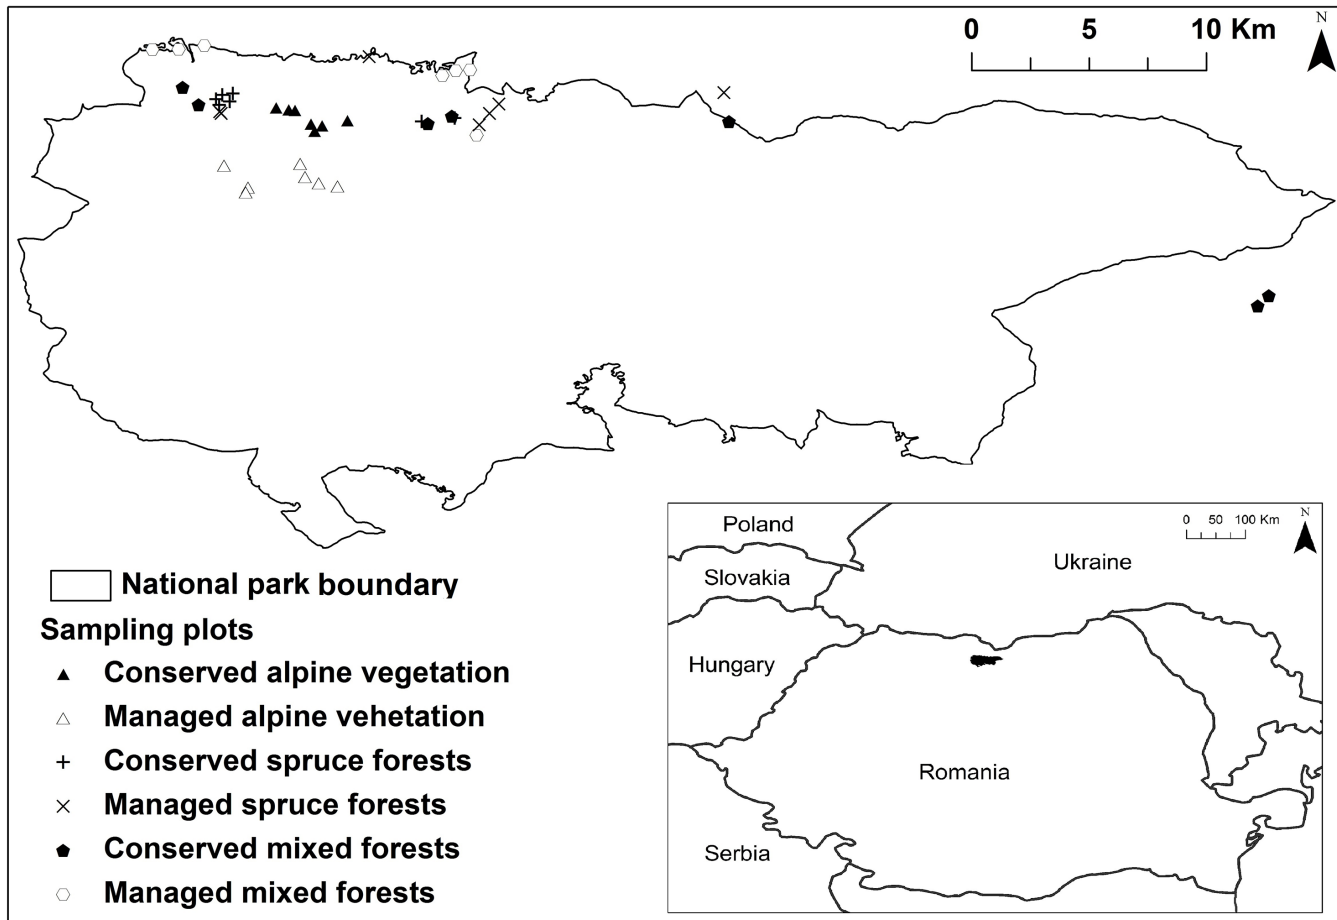 N
0 5 10 Km
National park boundary
Sampling plots
Conserved alpine vegetation
Managed alpine vehetation
Conserved spruce forests
Managed spruce forests
Conserved mixed forests
Managed mixed forests
N
0 50 100 Km
Poland
Ukraine
Slovakia
Hungary
Romania
Serbia